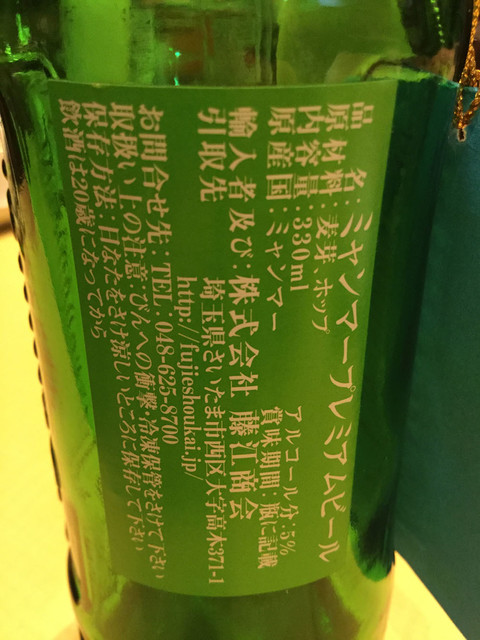 品名:ミャンマープレミアムビール
原材料:麦芽、ホップ
内容量:330ml アルコール分:5%
原産国:ミャンマー 賞味期間:瓶に記載
輸入者及び:株式会社 藤江商会
引取先 埼玉県さいたま市西区大字高木371-1
http://fujieshoukai.jp/
お問合せ先:TEL:048-625-8700
取扱い上の注意:びんへの衝撃・冷凍保管をさけて下さい
保存方法:日なたをさけ涼しいところに保存して下さい
飲酒は20歳になってから